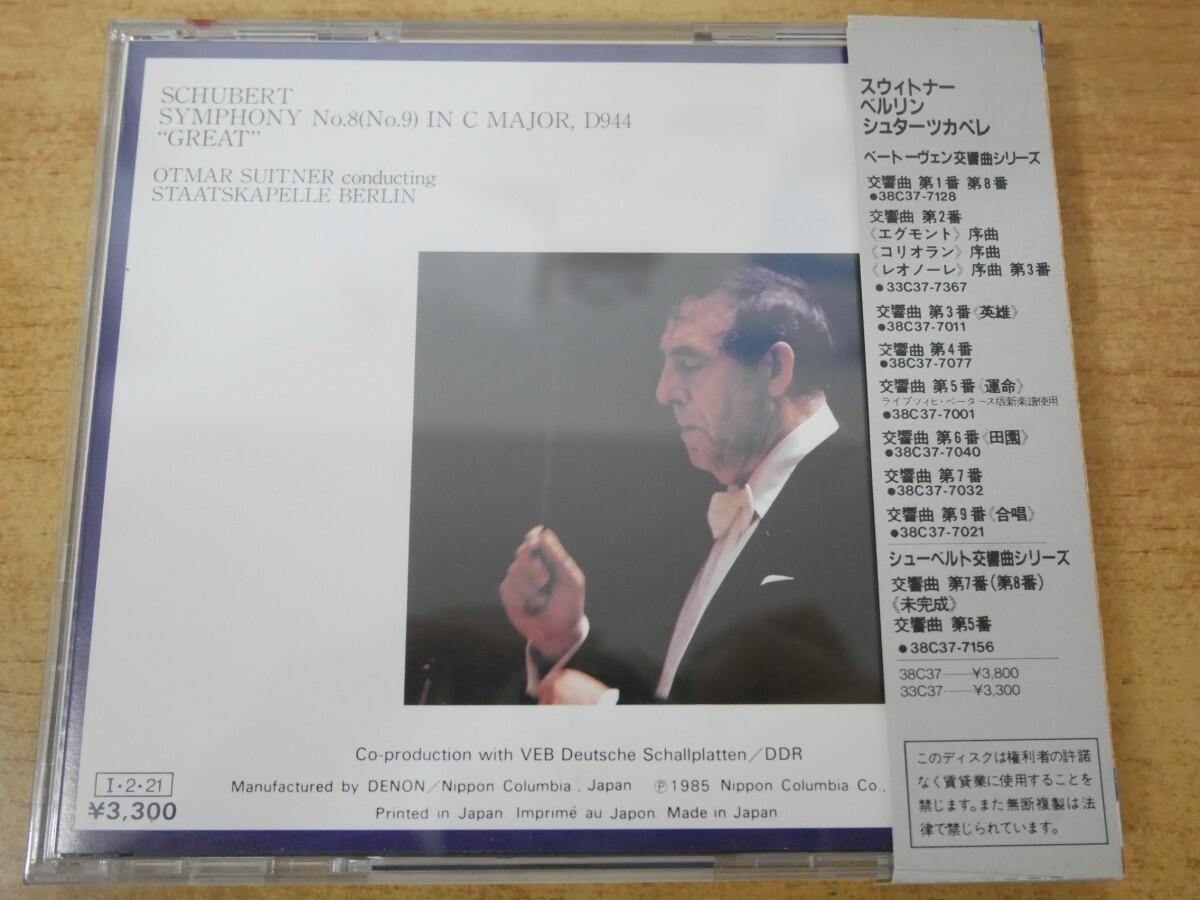 SCHUBERT
SYMPHONY No.8(No.9) IN C MAJOR, D944
“GREAT”
OTMAR SUITNER conducting
STAATSKAPELLE BERLIN
Co-production with VEB Deutsche Schallplatten/DDR
I・2・21
Manufactured by DENON/Nippon Columbia, Japan ℗1985 Nippon Columbia Co.,
¥3,300
Printed in Japan. Imprimé au Japon. Made in Japan
スウィトナー
ベルリン
シュターツカペレ
ベートーヴェン交響曲シリーズ
交響曲 第1番 第8番
●38C37-7128
交響曲 第2番
《エグモント》序曲
《コリオラン》序曲
《レオノーレ》序曲 第3番
●33C37-7367
交響曲 第3番《英雄》
●38C37-7011
交響曲 第4番
●38C37-7077
交響曲 第5番《運命》
ライプツィヒ・ペータース版新楽譜使用
●38C37-7001
交響曲 第6番《田園》
●38C37-7040
交響曲 第7番
●38C37-7032
交響曲 第9番《合唱》
●38C37-7021
シューベルト交響曲シリーズ
交響曲 第7番(第8番)
《未完成》
交響曲 第5番
●38C37-7156
38C37──¥3,800
33C37──¥3,300
このディスクは権利者の許諾
なく賃貸業に使用することを
禁じます。また無断複製は法
律で禁じられています。